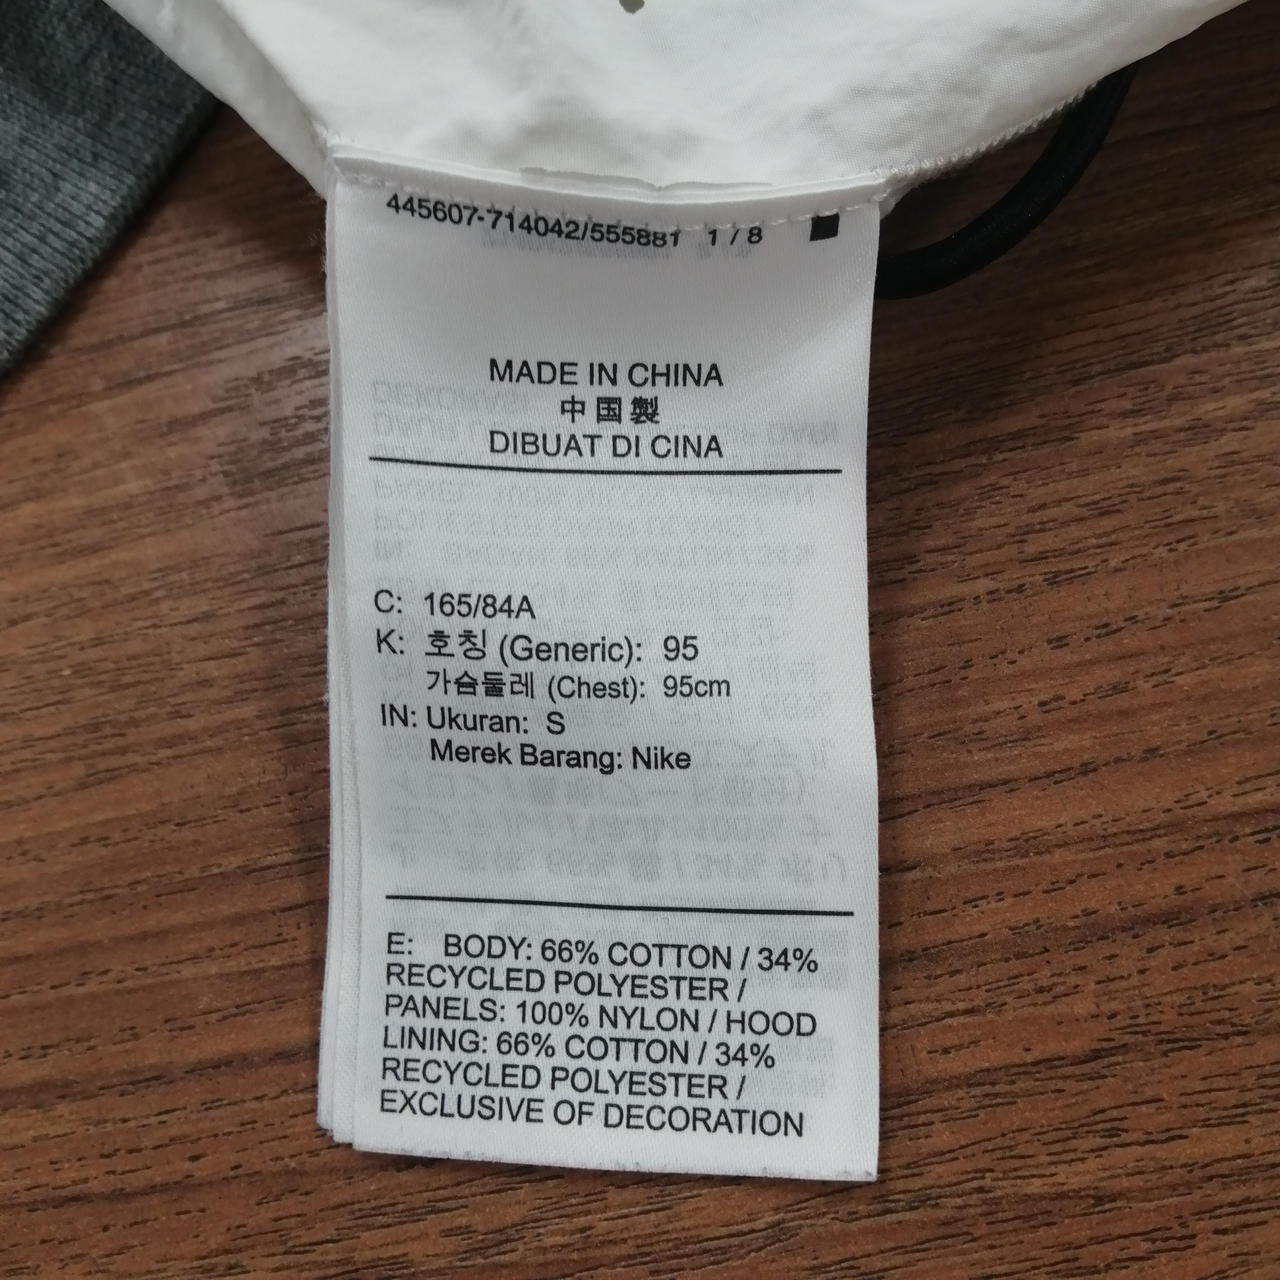 445607-714042/555881 1 / 8
MADE IN CHINA
中国製
DIBUAT DI CINA
C: 165/84A
K: 호칭 (Generic): 95
가슴둘레 (Chest): 95cm
IN: Ukuran: S
Merek Barang: Nike
E: BODY: 66% COTTON / 34%
RECYCLED POLYESTER /
PANELS: 100% NYLON / HOOD
LINING: 66% COTTON / 34%
RECYCLED POLYESTER /
EXCLUSIVE OF DECORATION